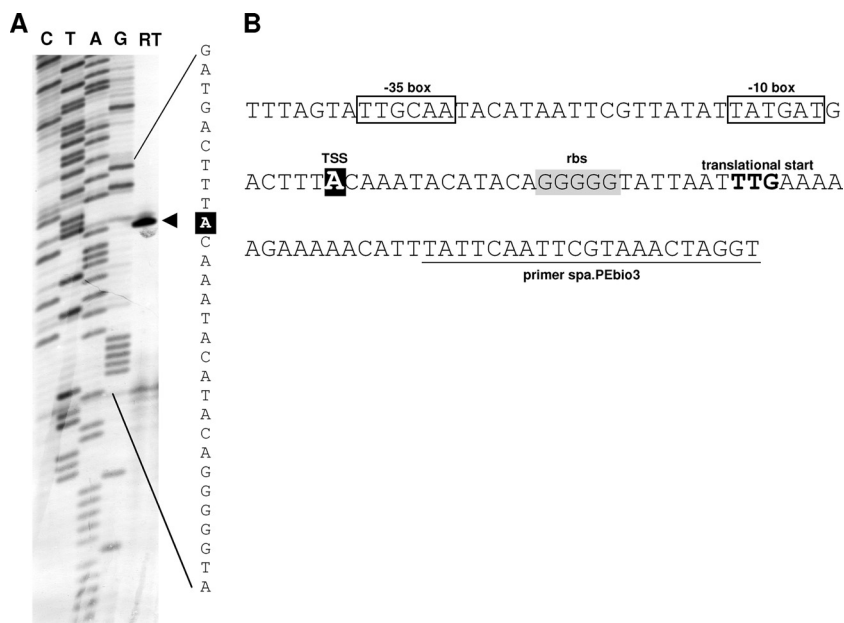 A
C T A G RT
G
A
T
G
A
C
T
T
T
A
C
A
A
A
T
A
C
A
T
A
C
A
G
G
G
G
G
T
A
B
-35 box -10 box
TTTAGTATTGCAATACATAATTCGTTATATTATGATG
TSS rbs translational start
ACTTTACAAATACATACAGGGGGTATTAATTTGAAAA
AGAAAAACATTTATTCAATTCGTAAACTAGGT
primer spa.PEbio3